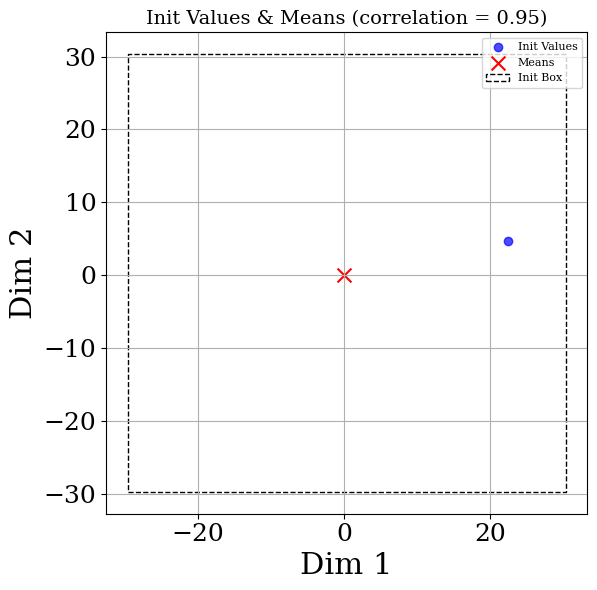 Init Values & Means (correlation = 0.95)
Init Values
Means
Init Box
30
20
10
0
−10
−20
−30
Dim 2
−20
0
20
Dim 1